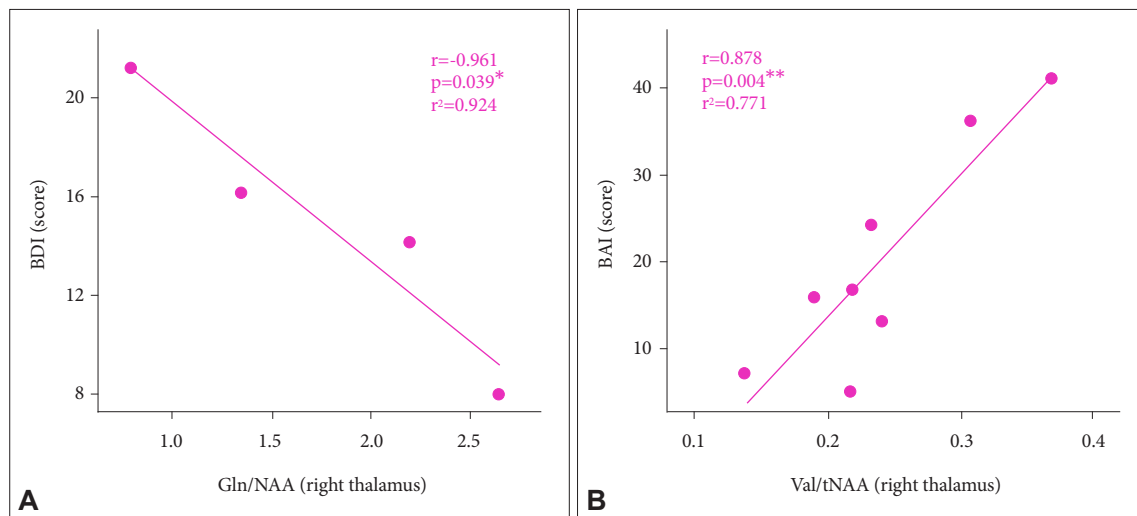 r=-0.961
p=0.039*
r²=0.924
20
16
12
8
BDI (score)
1.0 1.5 2.0 2.5
Gln/NAA (right thalamus)
A
r=0.878
p=0.004**
r²=0.771
40
30
20
10
BAI (score)
0.1 0.2 0.3 0.4
Val/tNAA (right thalamus)
B